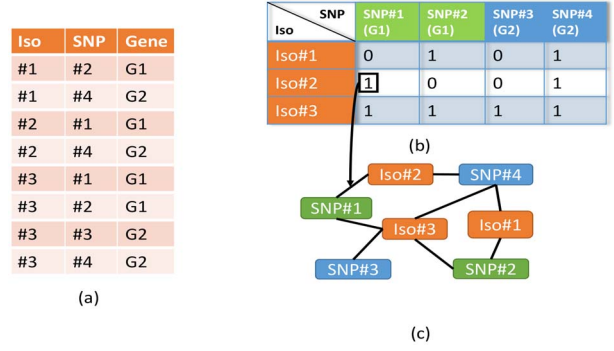 Iso SNP Gene
#1 #2 G1
#1 #4 G2
#2 #1 G1
#2 #4 G2
#3 #1 G1
#3 #2 G1
#3 #3 G2
#3 #4 G2
(a)
SNP
Iso
SNP#1 SNP#2 SNP#3 SNP#4
(G1) (G1) (G2) (G2)
Iso#1 0 1 0 1
Iso#2 1 0 0 1
Iso#3 1 1 1 1
(b)
Iso#2 SNP#4
SNP#1
Iso#3 Iso#1
SNP#3 SNP#2
(c)